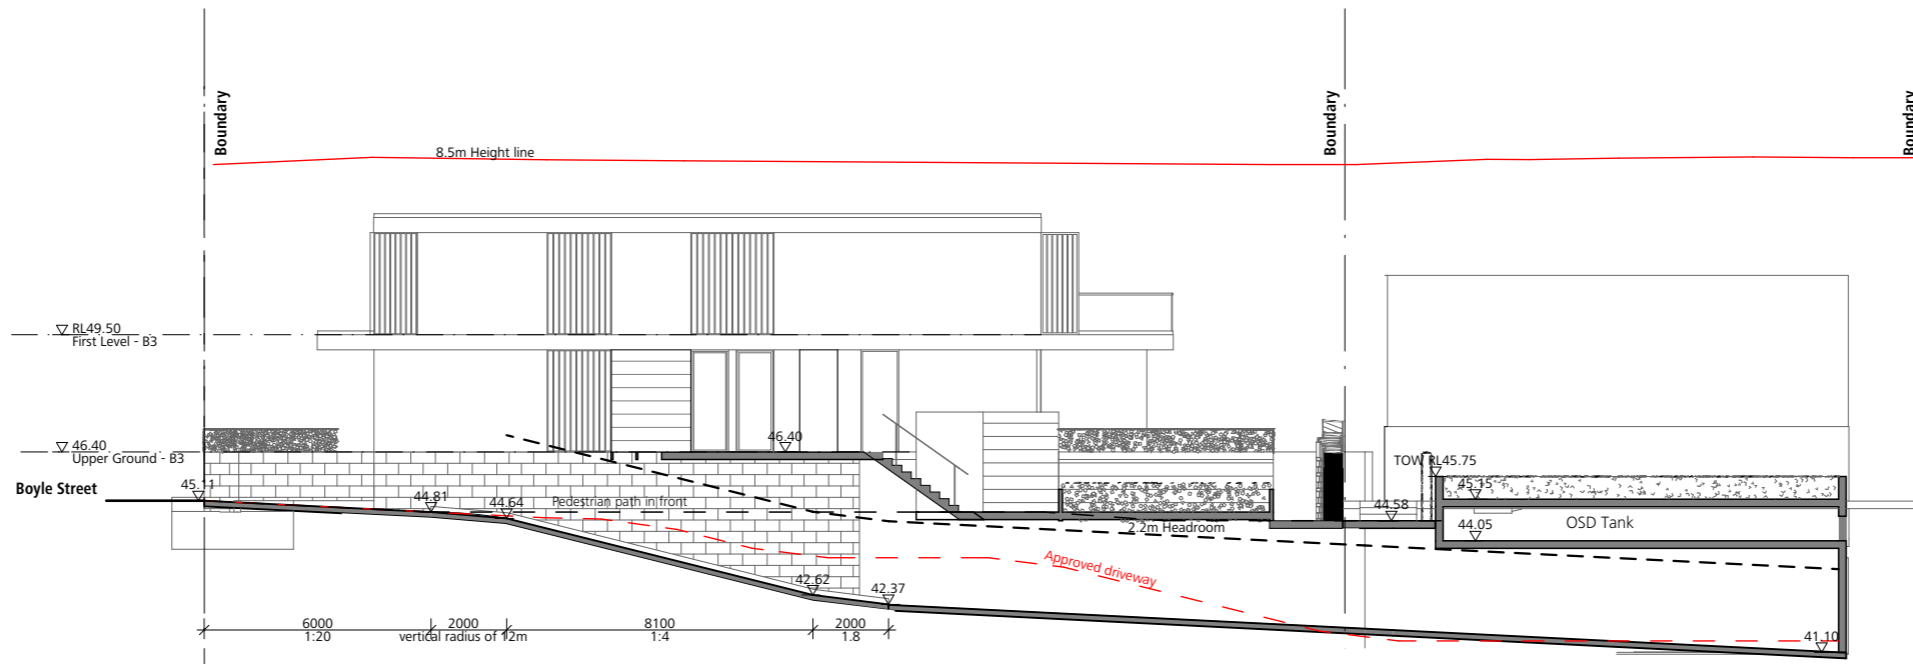 Boundary
Boundary
Boundary
8.5m Height line
RL49.50
First Level - B3
46.40
46.40
Upper Ground - B3
TOW RL45.75
Boyle Street
45.11
44.81
44.64
Pedestrian path in front
44.58
45.15
OSD Tank
44.05
2.2m Headroom
Approved driveway
42.62
42.37
41.10
6000
2000
8100
2000
1:20
vertical radius of 12m
1:4
1.8